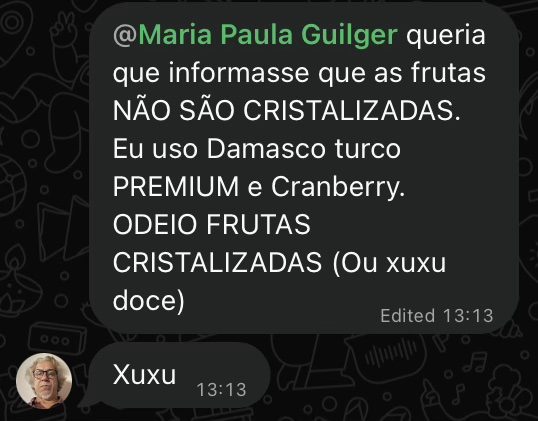 @Maria Paula Guilger queria
que informasse que as frutas
NÃO SÃO CRISTALIZADAS.
Eu uso Damasco turco
PREMIUM e Cranberry.
ODEIO FRUTAS
CRISTALIZADAS (Ou xuxu
doce)
Edited 13:13
Xuxu
13:13